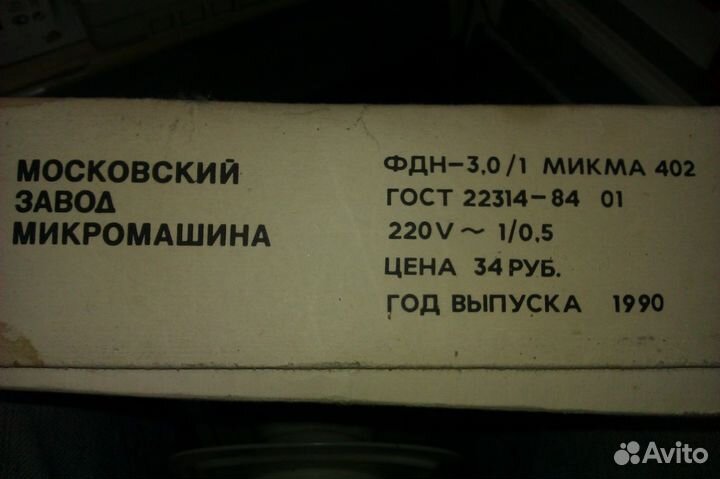 МОСКОВСКИЙ
ЗАВОД
МИКРОМАШИНА
ФДН-3,0/1 МИКМА 402
ГОСТ 22314-84 01
220V ~ 1/0,5
ЦЕНА 34 РУБ.
ГОД ВЫПУСКА 1990
Avito